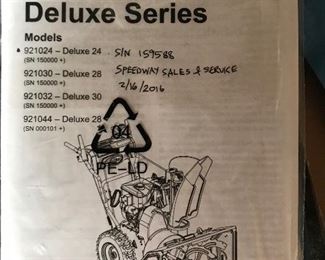 Deluxe Series
Models
• 921024 – Deluxe 24 S/N 159588
(SN 150000 +)
921030 – Deluxe 28 SPEEDWAY SALES & SERVICE
(SN 150000 +) 2/16/2016
921032 – Deluxe 30
(SN 150000 +)
921044 – Deluxe 28
(SN 000101 +)
04
PE-LD